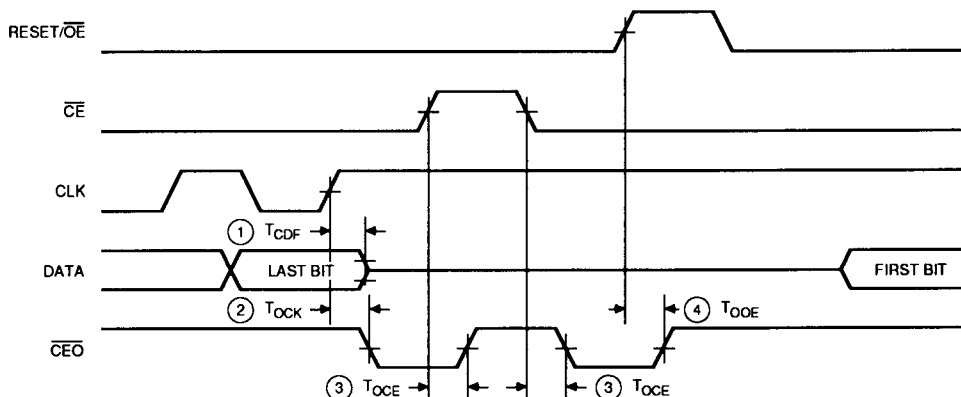 RESET/OE
CE
CLK
1 TCDF
DATA LAST BIT FIRST BIT
2 TOCK 4 TOOE
CEO
3 TOCE 3 TOCE